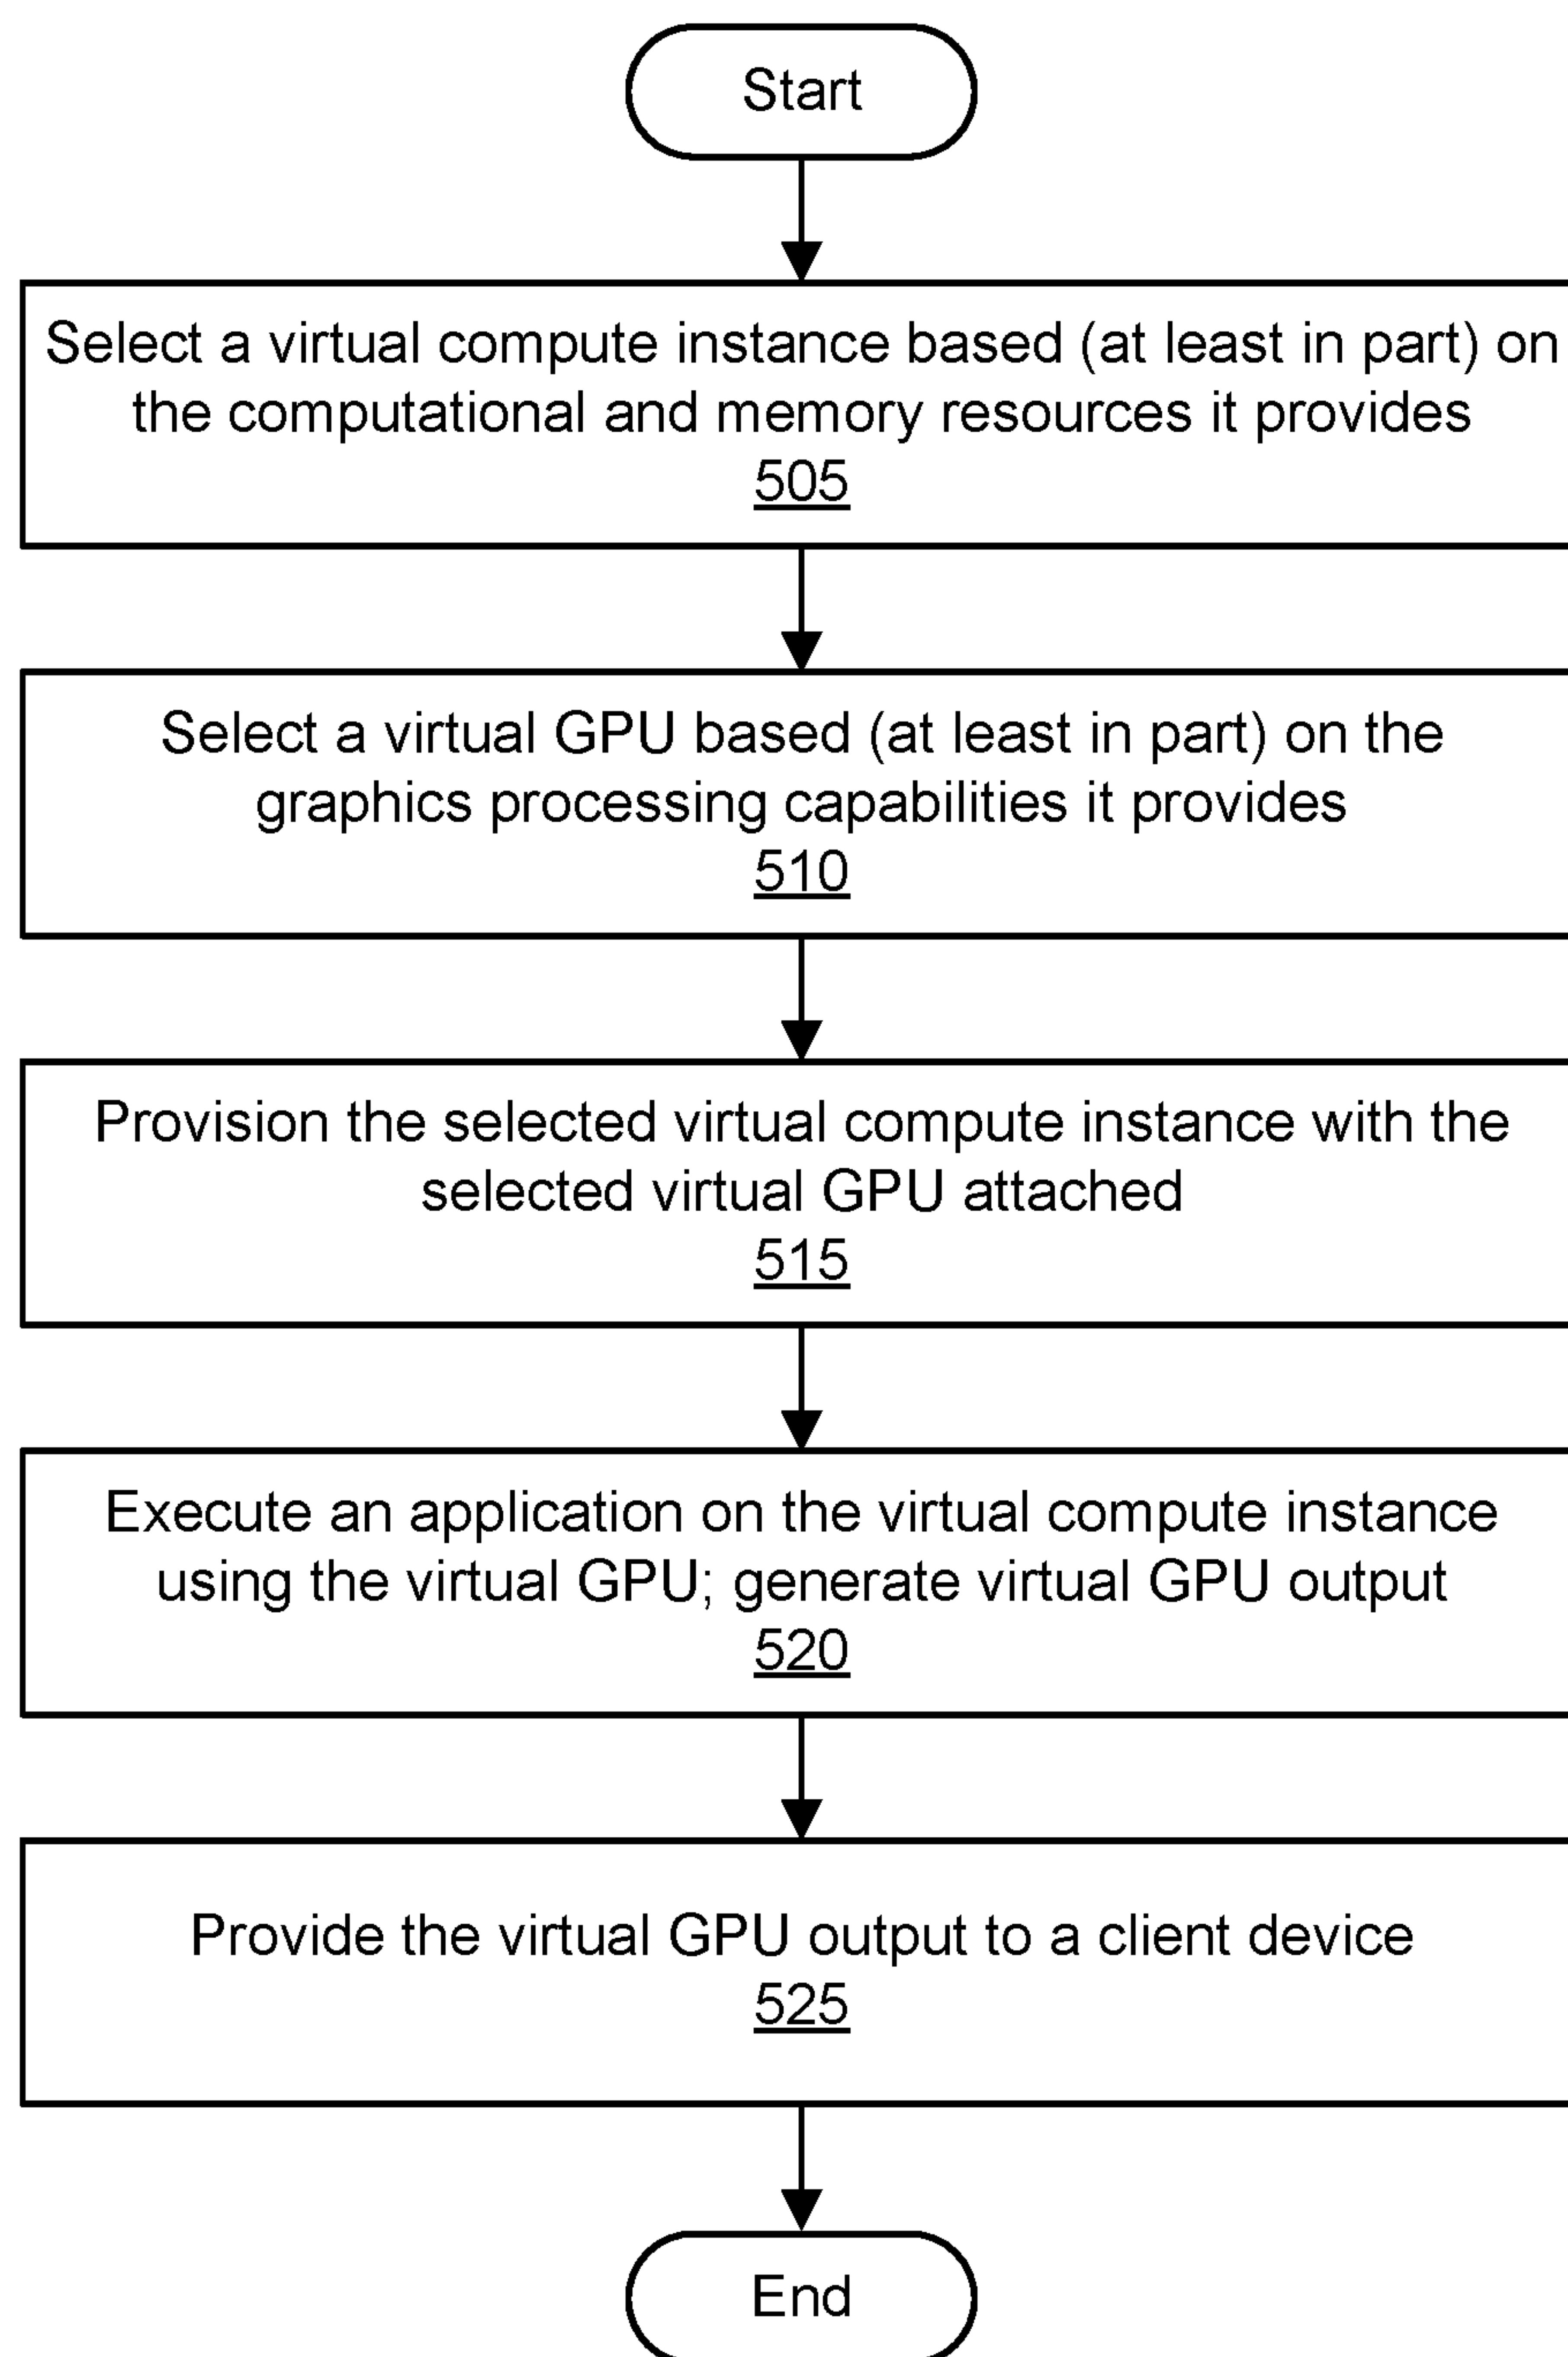 Start
Select a virtual compute instance based (at least in part) on
the computational and memory resources it provides
505
Select a virtual GPU based (at least in part) on the
graphics processing capabilities it provides
510
Provision the selected virtual compute instance with the
selected virtual GPU attached
515
Execute an application on the virtual compute instance
using the virtual GPU; generate virtual GPU output
520
Provide the virtual GPU output to a client device
525
End